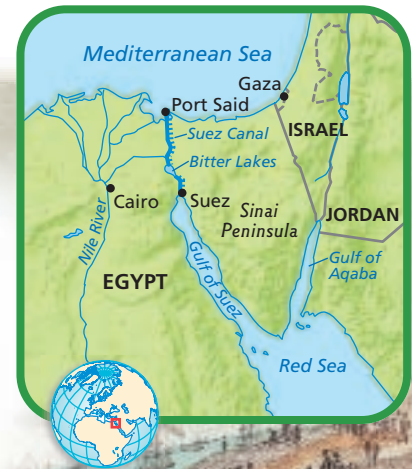 Mediterranean Sea
Gaza
Port Said
Suez Canal
ISRAEL
Bitter Lakes
Cairo
Suez
Sinai
Peninsula
JORDAN
Nile River
Gulf of Suez
Gulf of
Aqaba
EGYPT
Red Sea